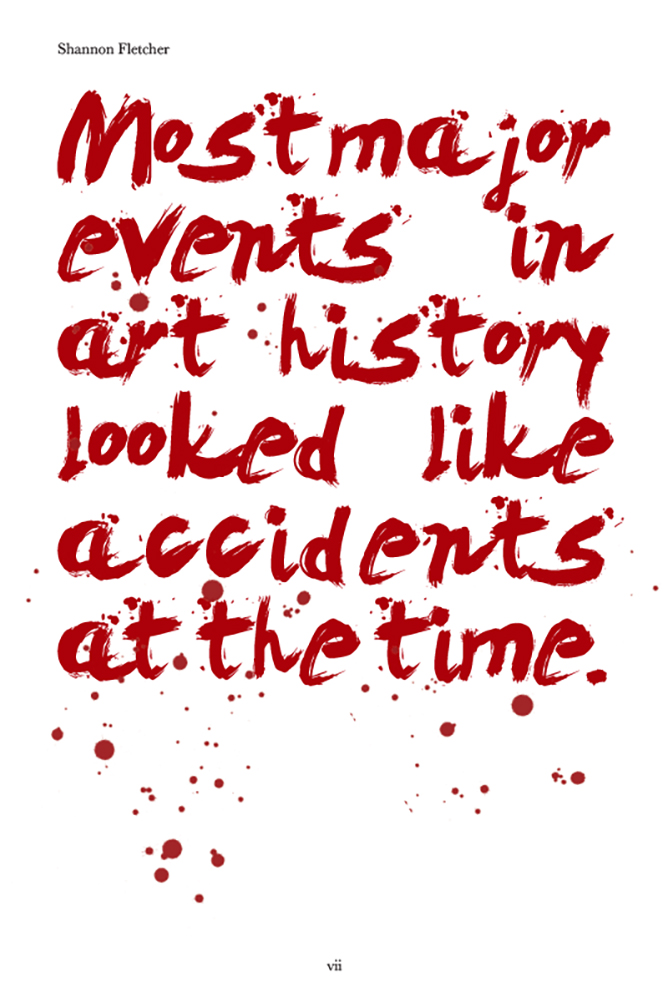 Shannon Fletcher
Most major
events in
art history
looked like
accidents
at the time.
vii